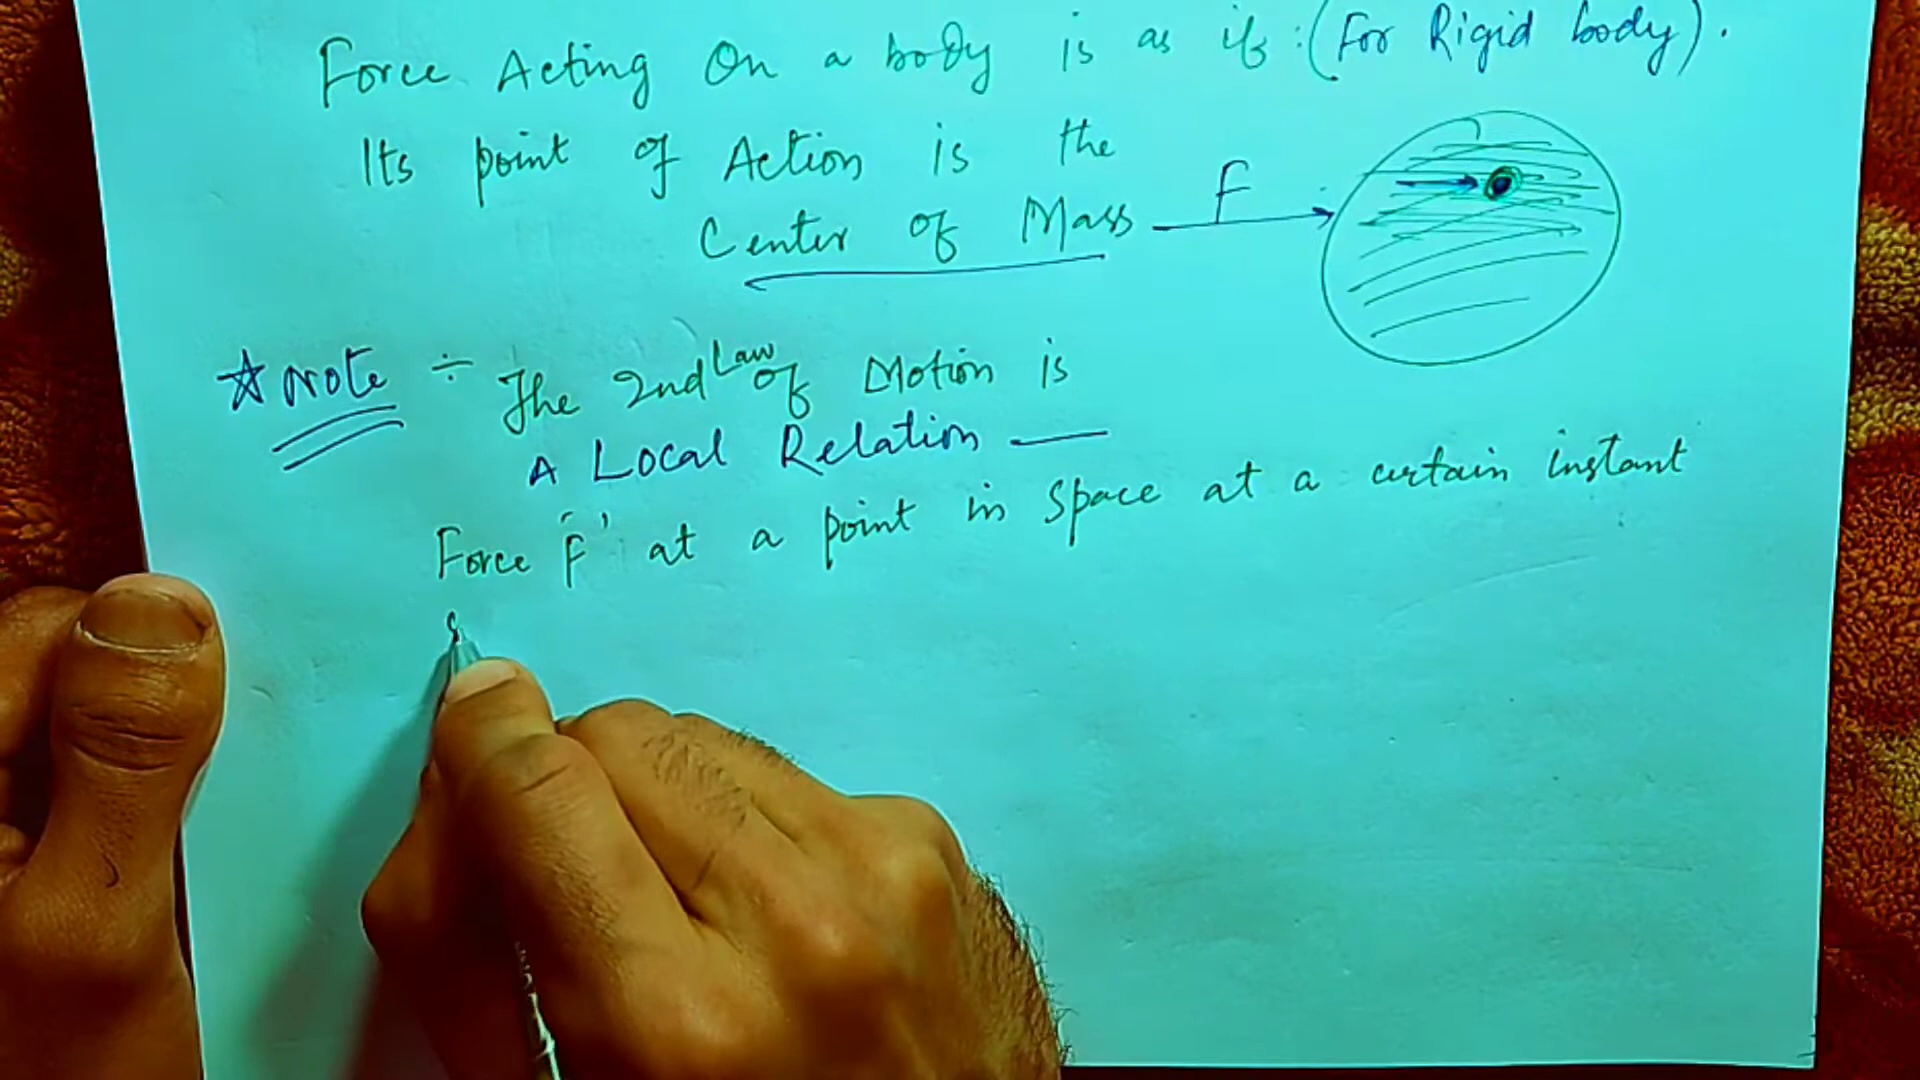 Force Acting On a body is as if :(For Rigid body).
Its point of Action is the
Center of Mass
F
☆ Note ÷ The 2nd Law of Motion is
A Local Relation —
Force 'F' at a point in Space at a certain instant